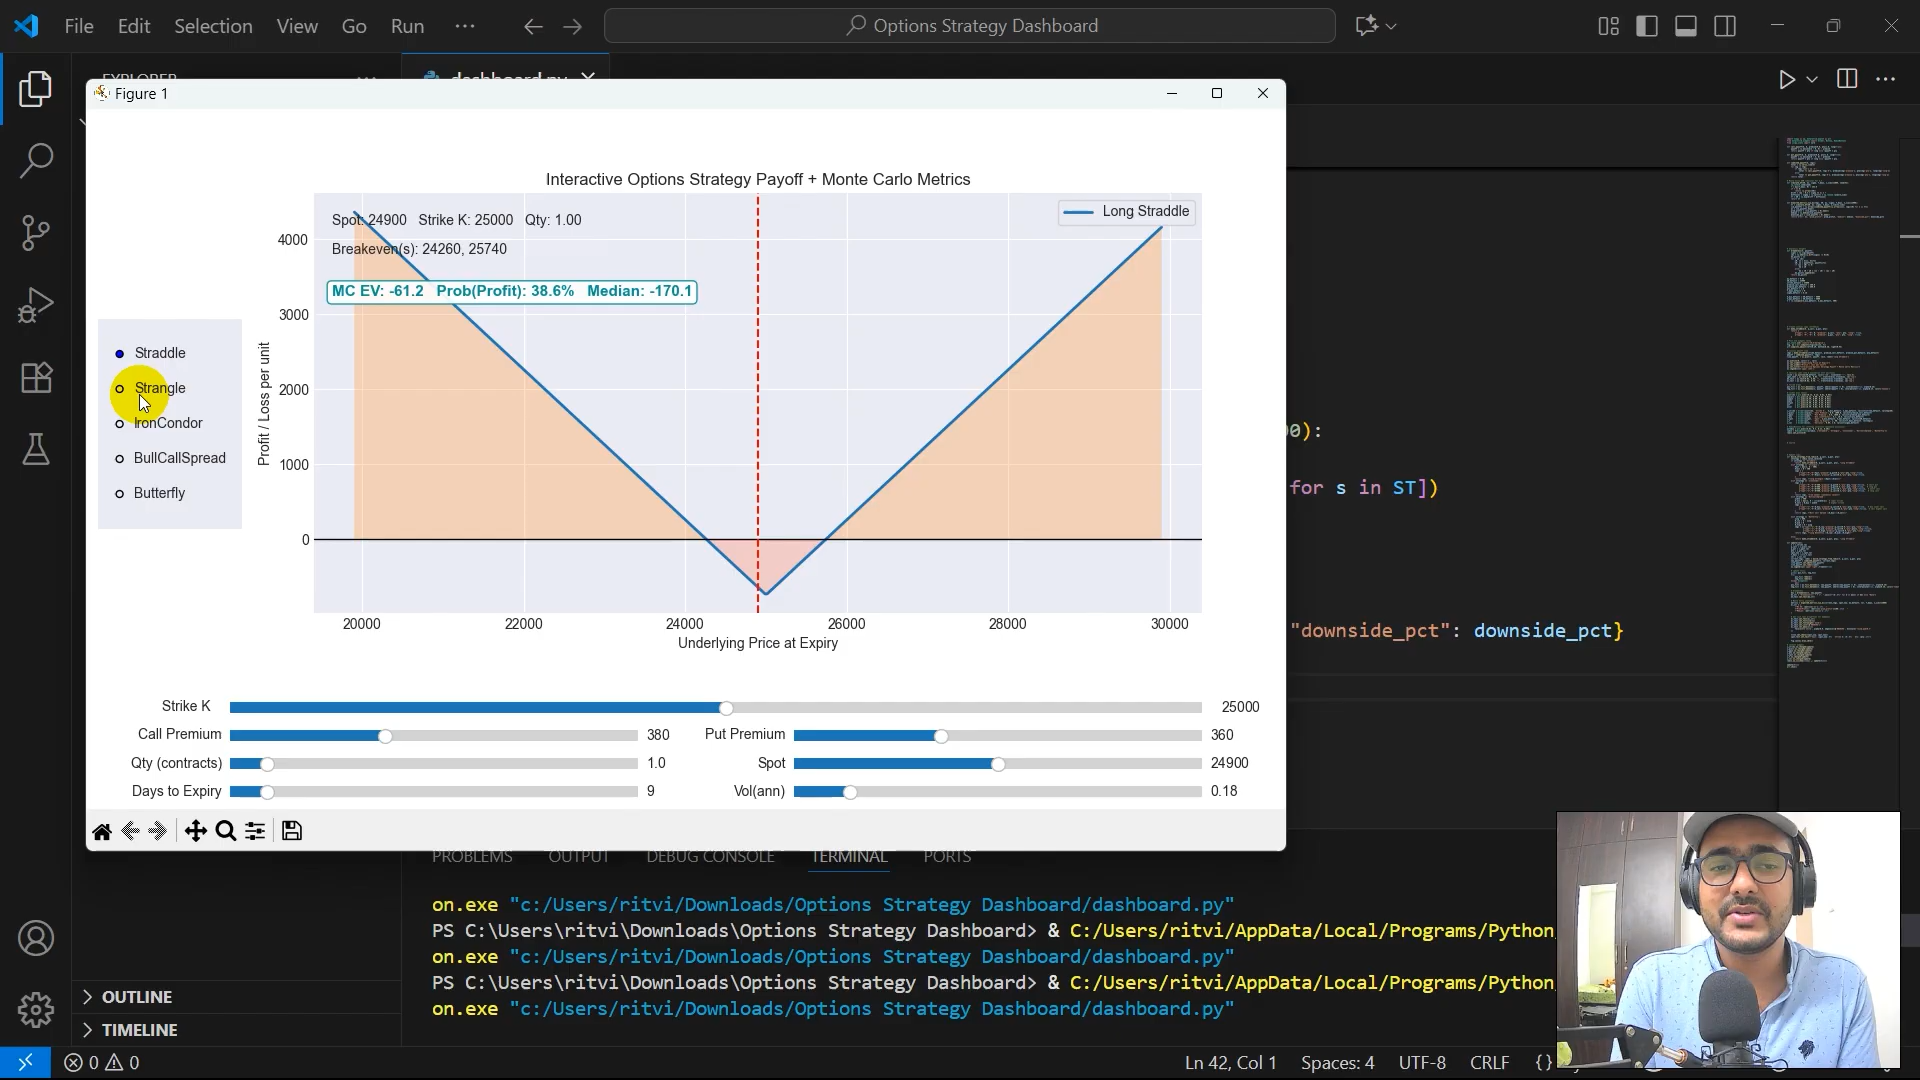 File Edit Selection View Go Run ···
Options Strategy Dashboard
EXPLORER
dashboard.py
Figure 1
Interactive Options Strategy Payoff + Monte Carlo Metrics
Spot: 24900 Strike K: 25000 Qty: 1.00
Breakeven(s): 24260, 25740
MC EV: -61.2 Prob(Profit): 38.6% Median: -170.1
Long Straddle
Straddle
Strangle
IronCondor
BullCallSpread
Butterfly
Profit / Loss per unit
4000
3000
2000
1000
0
20000 22000 24000 26000 28000 30000
Underlying Price at Expiry
Strike K 25000
Call Premium 380 Put Premium 360
Qty (contracts) 1.0 Spot 24900
Days to Expiry 9 Vol(ann) 0.18
):
for s in ST])
"downside_pct": downside_pct}
PROBLEMS OUTPUT DEBUG CONSOLE TERMINAL PORTS
on.exe "c:/Users/ritvi/Downloads/Options Strategy Dashboard/dashboard.py"
PS C:\Users\ritvi\Downloads\Options Strategy Dashboard> & C:/Users/ritvi/AppData/Local/Programs/Python
on.exe "c:/Users/ritvi/Downloads/Options Strategy Dashboard/dashboard.py"
PS C:\Users\ritvi\Downloads\Options Strategy Dashboard> & C:/Users/ritvi/AppData/Local/Programs/Python
on.exe "c:/Users/ritvi/Downloads/Options Strategy Dashboard/dashboard.py"
OUTLINE
TIMELINE
0 0
Ln 42, Col 1 Spaces: 4 UTF-8 CRLF {}